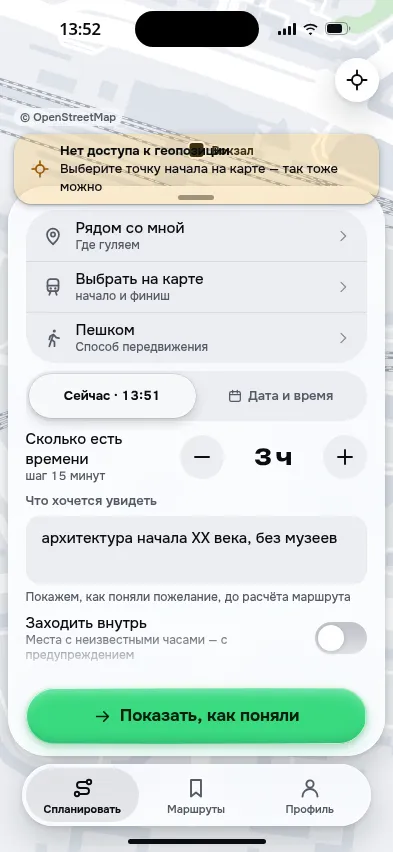 13:52
© OpenStreetMap
Нет доступа к геопозиции
Вокзал
Выберите точку начала на карте — так тоже
можно
Рядом со мной
Где гуляем
Выбрать на карте
начало и финиш
Пешком
Способ передвижения
Сейчас · 13:51
Дата и время
Сколько есть
времени
шаг 15 минут
3 ч
Что хочется увидеть
архитектура начала XX века, без музеев
Покажем, как поняли пожелание, до расчёта маршрута
Заходить внутрь
Места с неизвестными часами — с
предупреждением
→ Показать, как поняли
Спланировать
Маршруты
Профиль